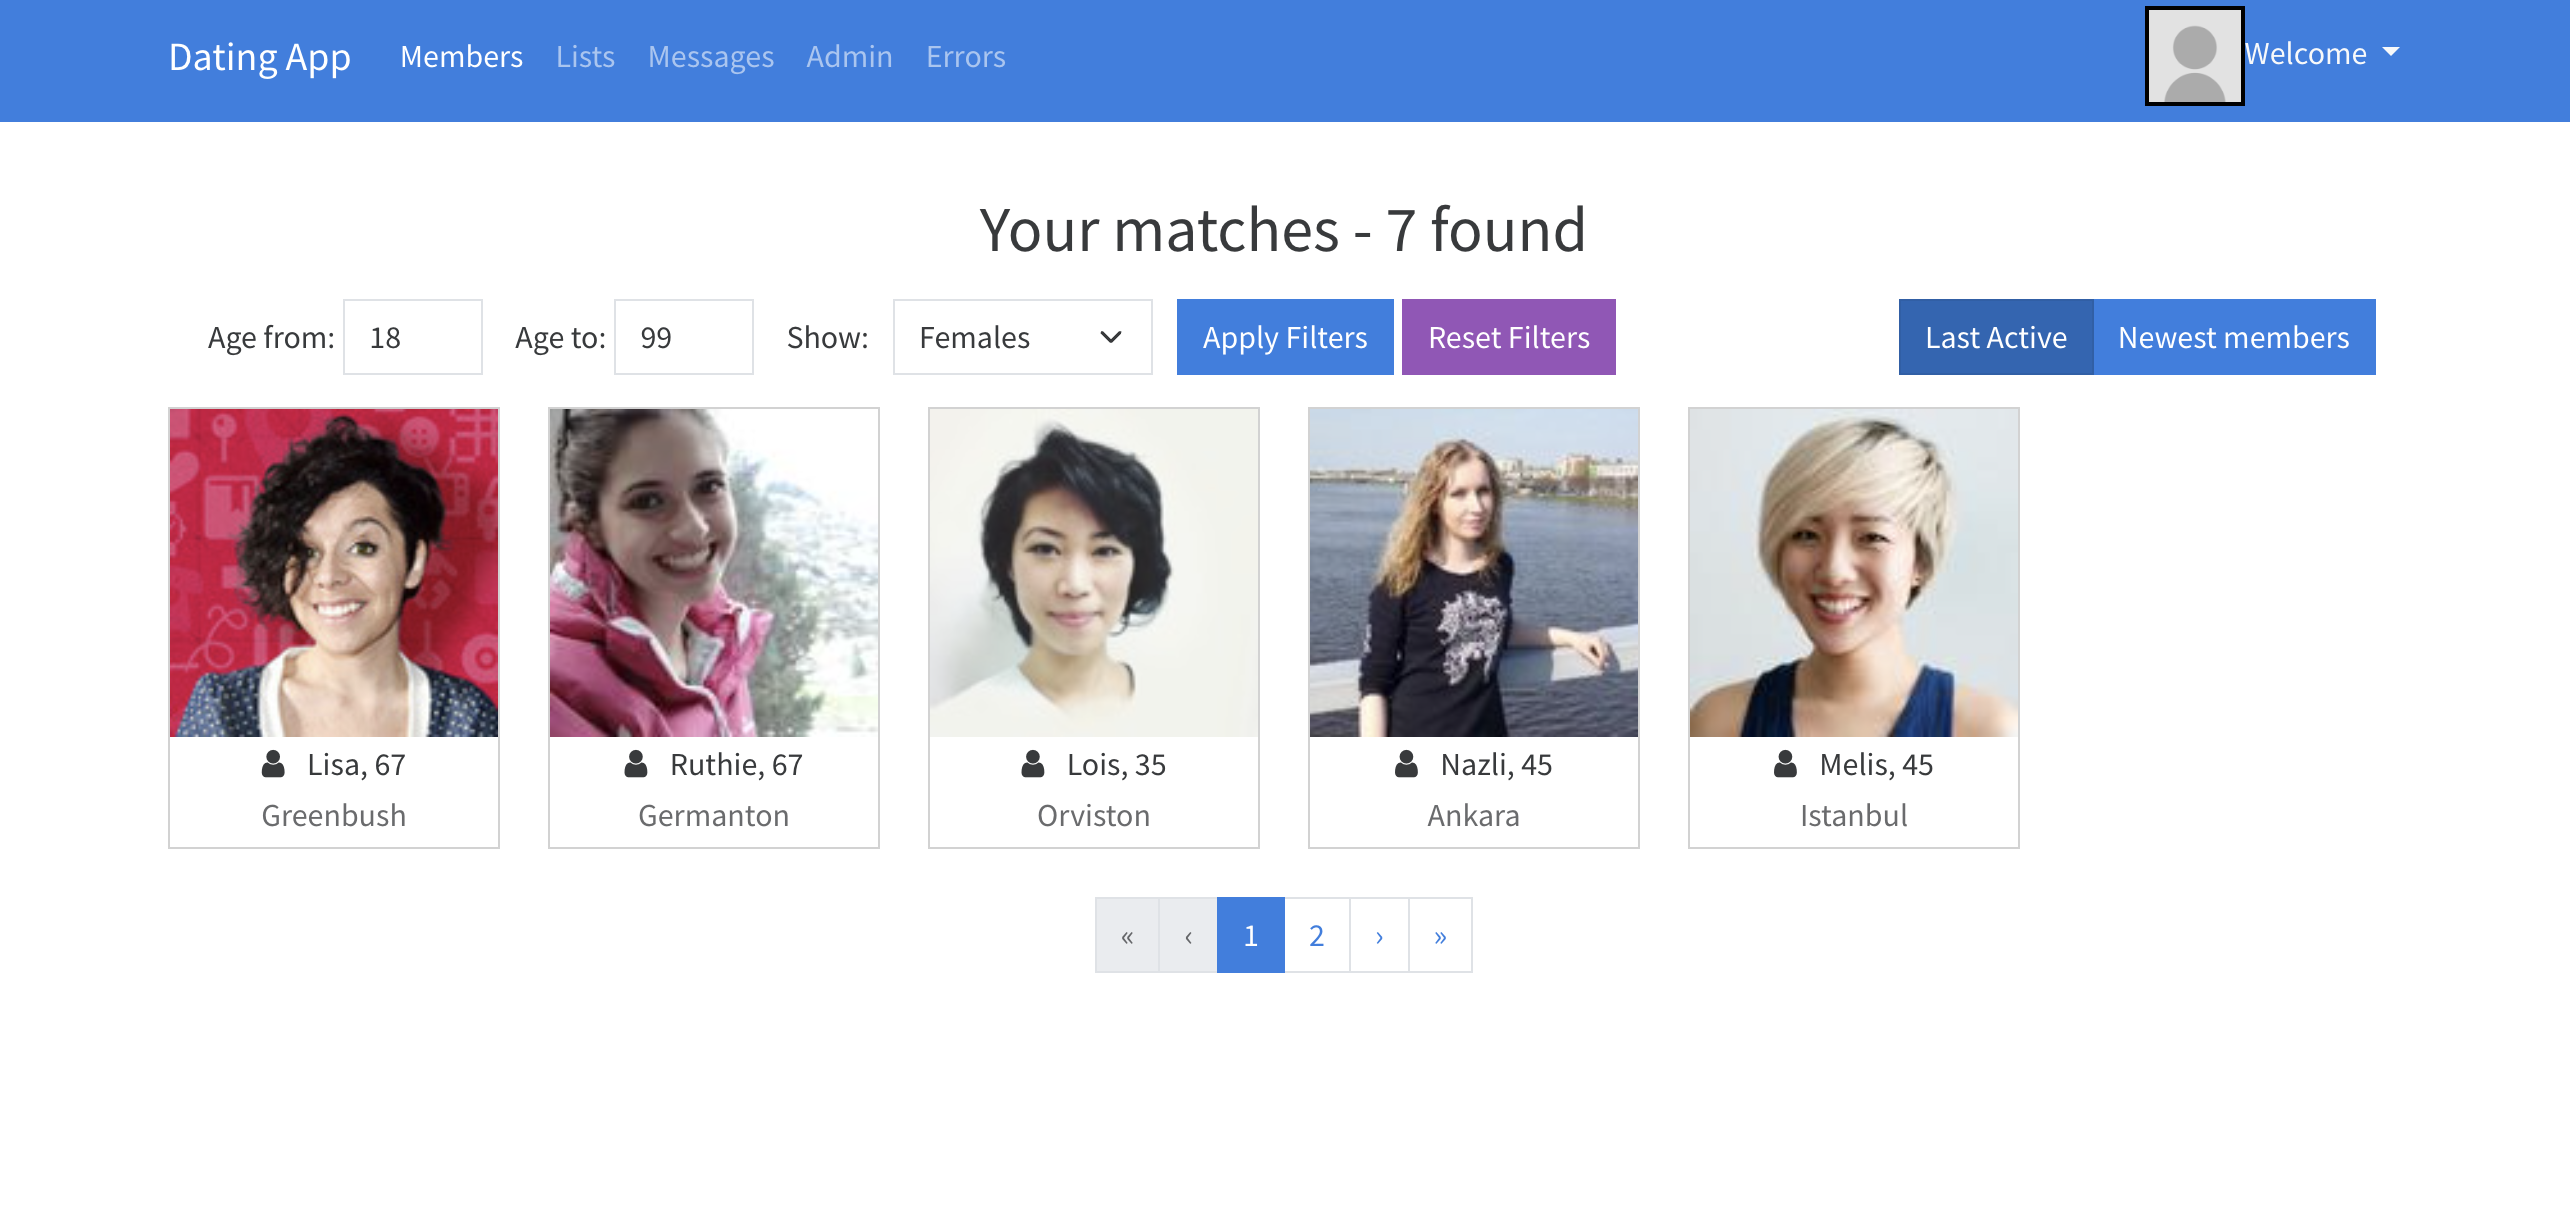 Dating App Members Lists Messages Admin Errors Welcome
Your matches - 7 found
Age from: 18 Age to: 99 Show: Females Apply Filters Reset Filters Last Active Newest members
Lisa, 67
Greenbush
Ruthie, 67
Germanton
Lois, 35
Orviston
Nazli, 45
Ankara
Melis, 45
Istanbul
« ‹ 1 2 › »